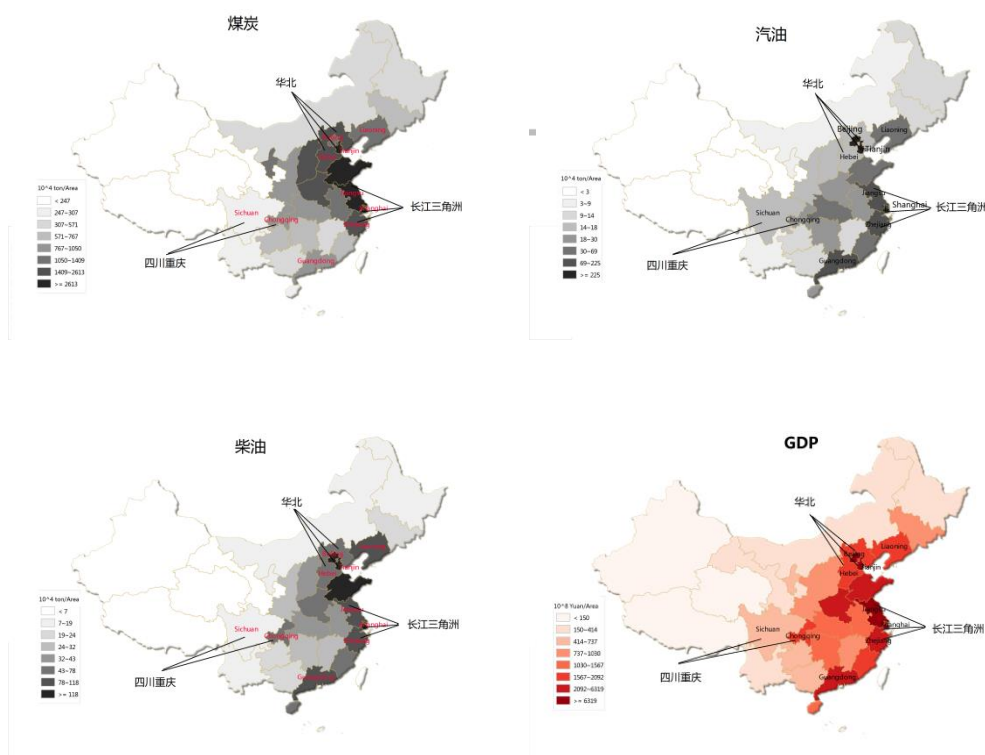 煤炭
华北
Liaoning
Tianjin
10^4 ton/Area
< 247
247~307
307~571
571~767
767~1050
1050~1409
1409~2613
>= 2613
Sichuan
Chongqing
Shanghai
长江三角洲
四川重庆
Guangdong
汽油
华北
Beijing
Liaoning
Tianjin
Hebei
10^4 ton/Area
< 3
3~9
9~14
14~18
18~30
30~69
69~225
>= 225
Jiangsu
Shanghai
长江三角洲
Sichuan
Chongqing
Zhejiang
四川重庆
Guangdong
柴油
华北
Tianjin
10^4 ton/Area
< 7
7~19
19~24
24~32
32~43
43~78
78~118
>= 118
Sichuan
Chongqing
Shanghai
长江三角洲
四川重庆
Guangdong
GDP
华北
Beijing
Liaoning
Tianjin
Hebei
10^8 Yuan/Area
< 150
150~414
414~737
737~1030
1030~1567
1567~2092
2092~6319
>= 6319
Shanghai
长江三角洲
Sichuan
Chongqing
Zhejiang
四川重庆
Guangdong